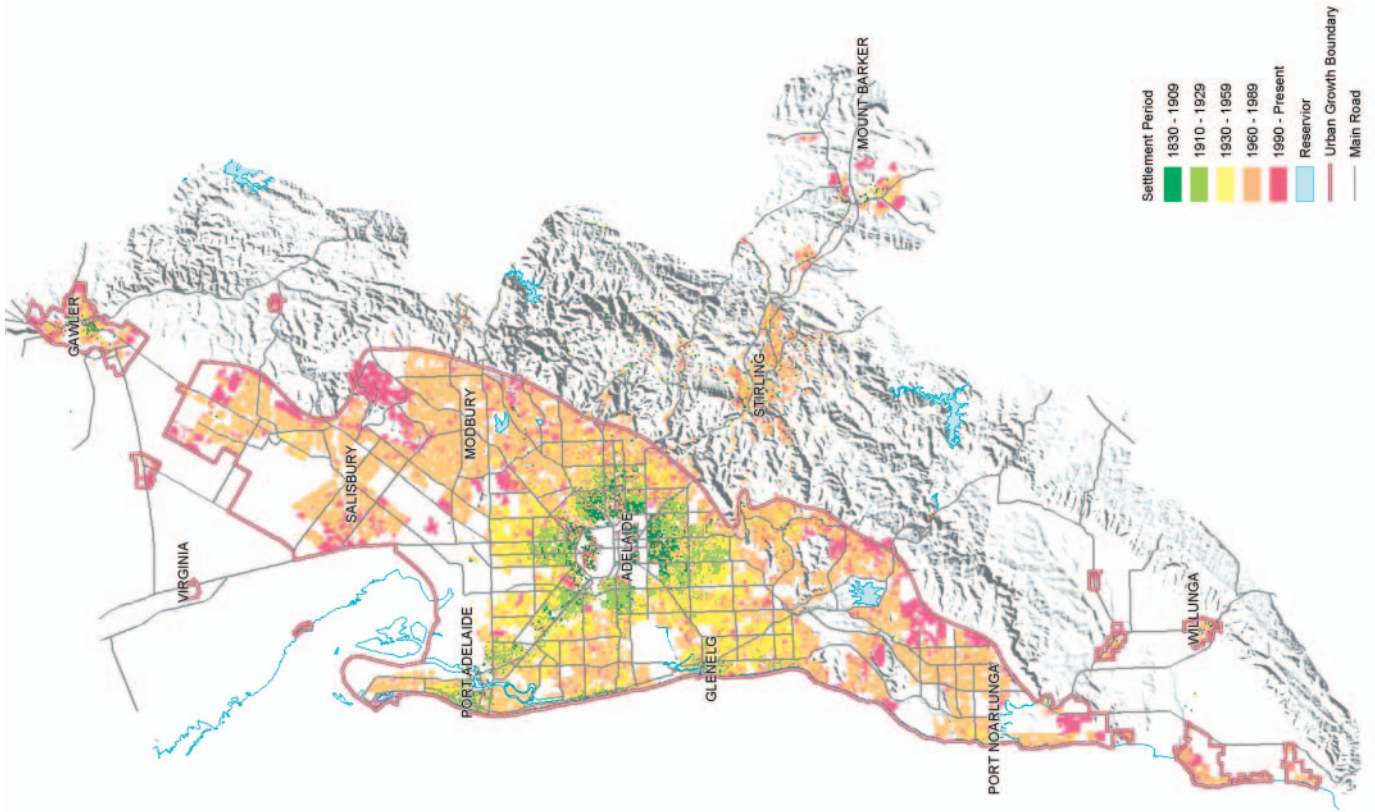 GAWLER
VIRGINIA
SALISBURY
MODBURY
PORT ADELAIDE
ADELAIDE
GLENELG
STIRLING
MOUNT BARKER
PORT NOARLUNGA
WILLUNGA
Settlement Period
1830 - 1909
1910 - 1929
1930 - 1959
1960 - 1989
1990 - Present
Reservior
Urban Growth Boundary
Main Road